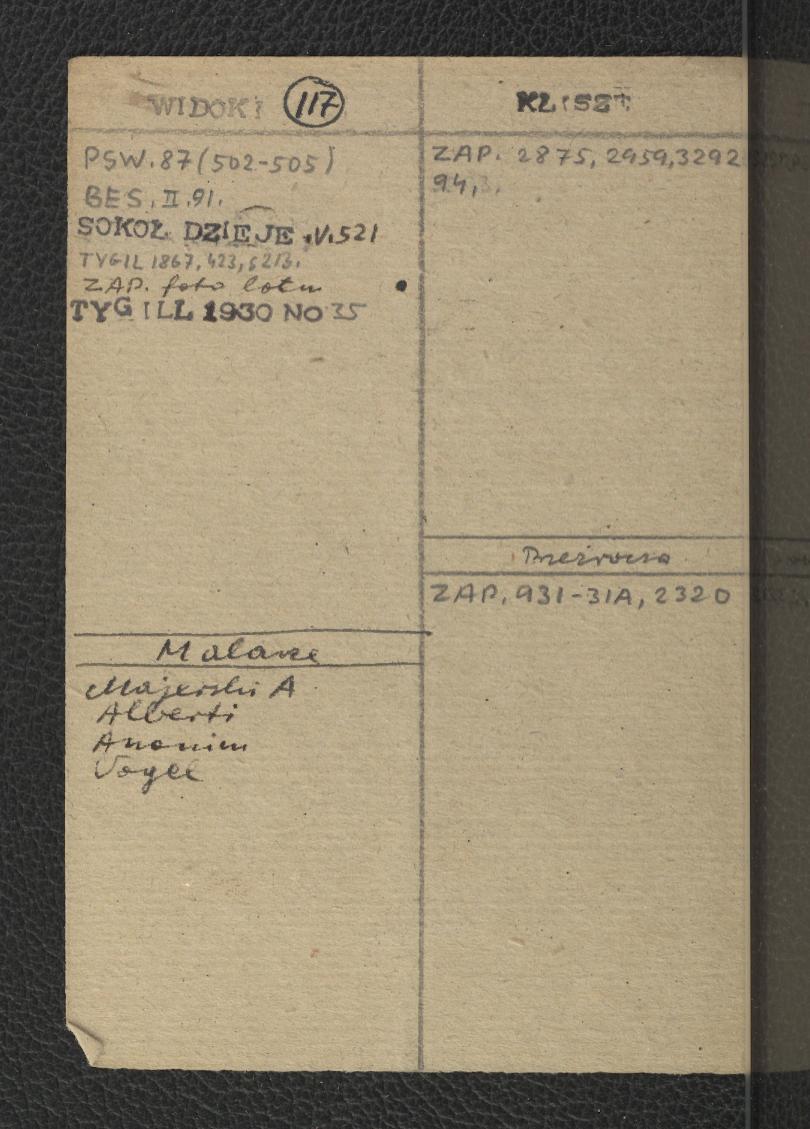 WIDOKI 117
PSW. 87 (502-505)
BES. II. 91.
SOKOŁ DZIEJE .V.521
TYGIL 1867, 423,
ZAP. foto lotn
TYG ILL 1930 NO 35
Malarze
Majerski A
Alberti
Anonim
Vogel
KLISZE
ZAP. 2875, 2959, 3292
94,
Przeźrocza
ZAP. 931-31A, 2320